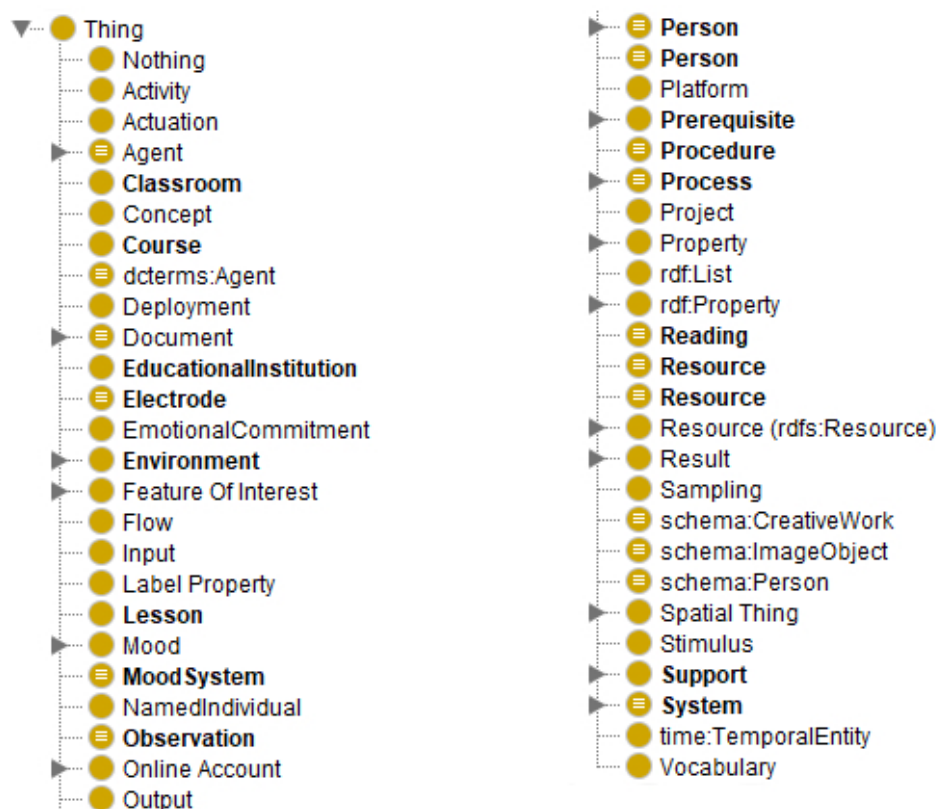 Thing
Nothing
Activity
Actuation
Agent
Classroom
Concept
Course
dcterms:Agent
Deployment
Document
EducationalInstitution
Electrode
EmotionalCommitment
Environment
Feature Of Interest
Flow
Input
Label Property
Lesson
Mood
MoodSystem
NamedIndividual
Observation
Online Account
Output
Person
Person
Platform
Prerequisite
Procedure
Process
Project
Property
rdf:List
rdf:Property
Reading
Resource
Resource
Resource (rdfs:Resource)
Result
Sampling
schema:CreativeWork
schema:ImageObject
schema:Person
Spatial Thing
Stimulus
Support
System
time:TemporalEntity
Vocabulary